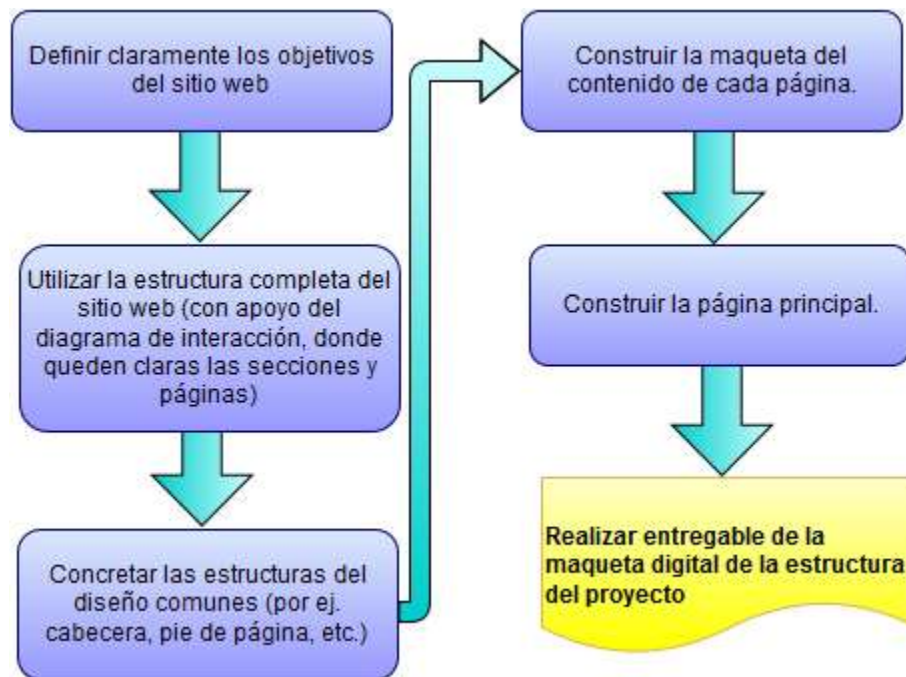 Definir claramente los objetivos
del sitio web
Utilizar la estructura completa del
sitio web (con apoyo del
diagrama de interacción, donde
queden claras las secciones y
páginas)
Concretar las estructuras del
diseño comunes (por ej.
cabecera, pie de página, etc.)
Construir la maqueta del
contenido de cada página.
Construir la página principal.
Realizar entregable de la
maqueta digital de la estructura
del proyecto